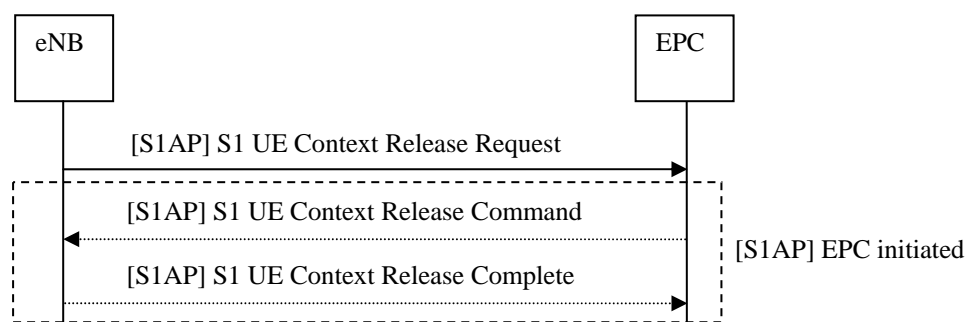 eNB
EPC
[S1AP] S1 UE Context Release Request
[S1AP] S1 UE Context Release Command
[S1AP] EPC initiated
[S1AP] S1 UE Context Release Complete